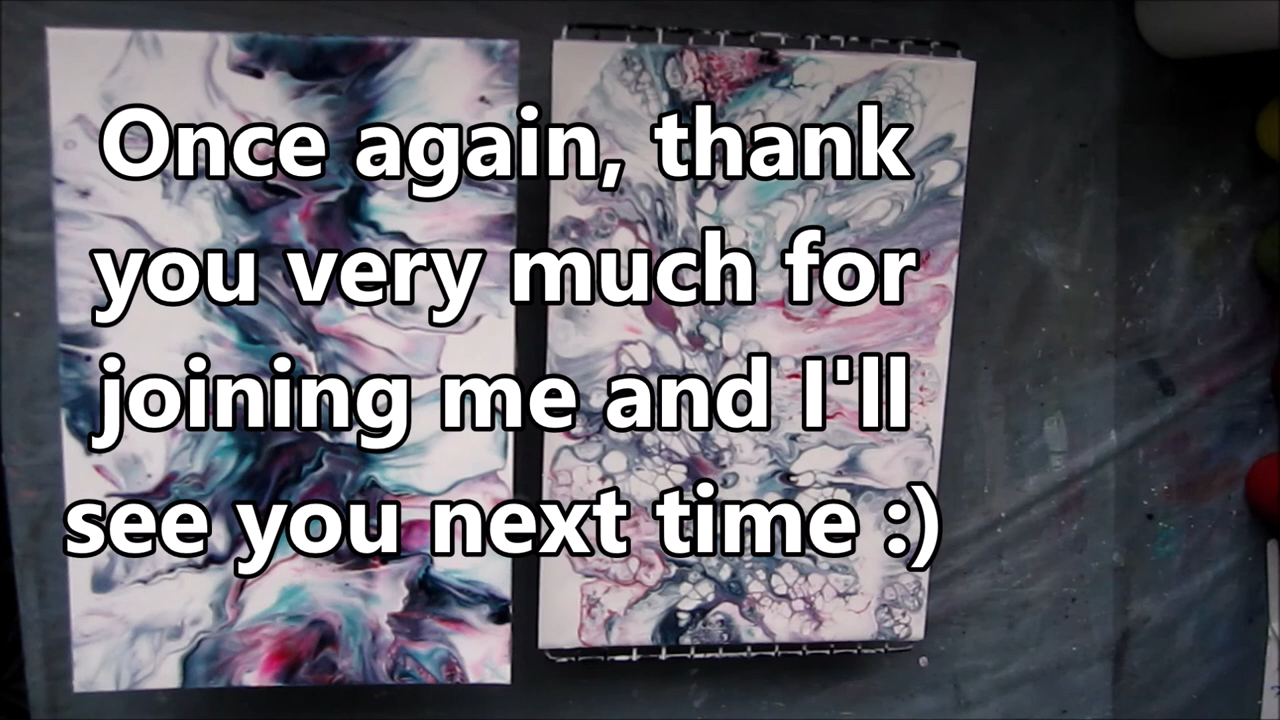 Once again, thank
you very much for
joining me and I'll
see you next time :)